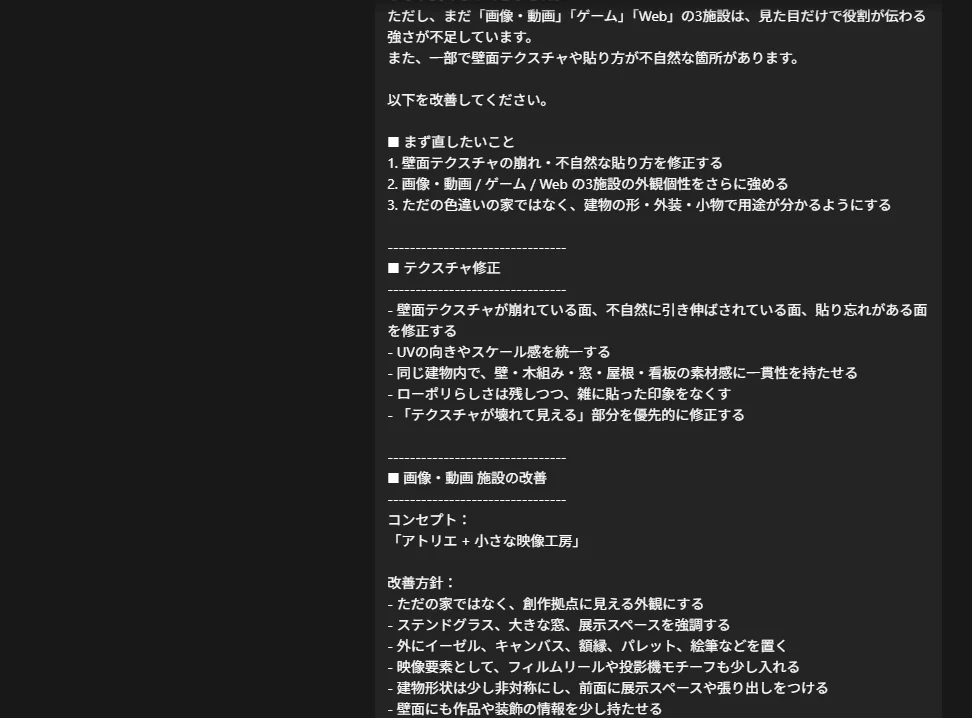 ただし、まだ「画像・動画」「ゲーム」「Web」の3施設は、見た目だけで役割が伝わる
強さが不足しています。
また、一部で壁面テクスチャや貼り方が不自然な箇所があります。
以下を改善してください。
■ まず直したいこと
1. 壁面テクスチャの崩れ・不自然な貼り方を修正する
2. 画像・動画 / ゲーム / Web の3施設の外観個性をさらに強める
3. ただの色違いの家ではなく、建物の形・外装・小物で用途が分かるようにする
--------------------------------
■ テクスチャ修正
--------------------------------
- 壁面テクスチャが崩れている面、不自然に引き伸ばされている面、貼り忘れがある面
を修正する
- UVの向きやスケール感を統一する
- 同じ建物内で、壁・木組み・窓・屋根・看板の素材感に一貫性を持たせる
- ローポリらしさは残しつつ、雑に貼った印象をなくす
- 「テクスチャが壊れて見える」部分を優先的に修正する
--------------------------------
■ 画像・動画 施設の改善
--------------------------------
コンセプト：
「アトリエ + 小さな映像工房」
改善方針：
- ただの家ではなく、創作拠点に見える外観にする
- ステンドグラス、大きな窓、展示スペースを強調する
- 外にイーゼル、キャンバス、額縁、パレット、絵筆などを置く
- 映像要素として、フィルムリールや投影機モチーフも少し入れる
- 建物形状は少し非対称にし、前面に展示スペースや張り出しをつける
- 壁面にも作品や装飾の情報を少し持たせる